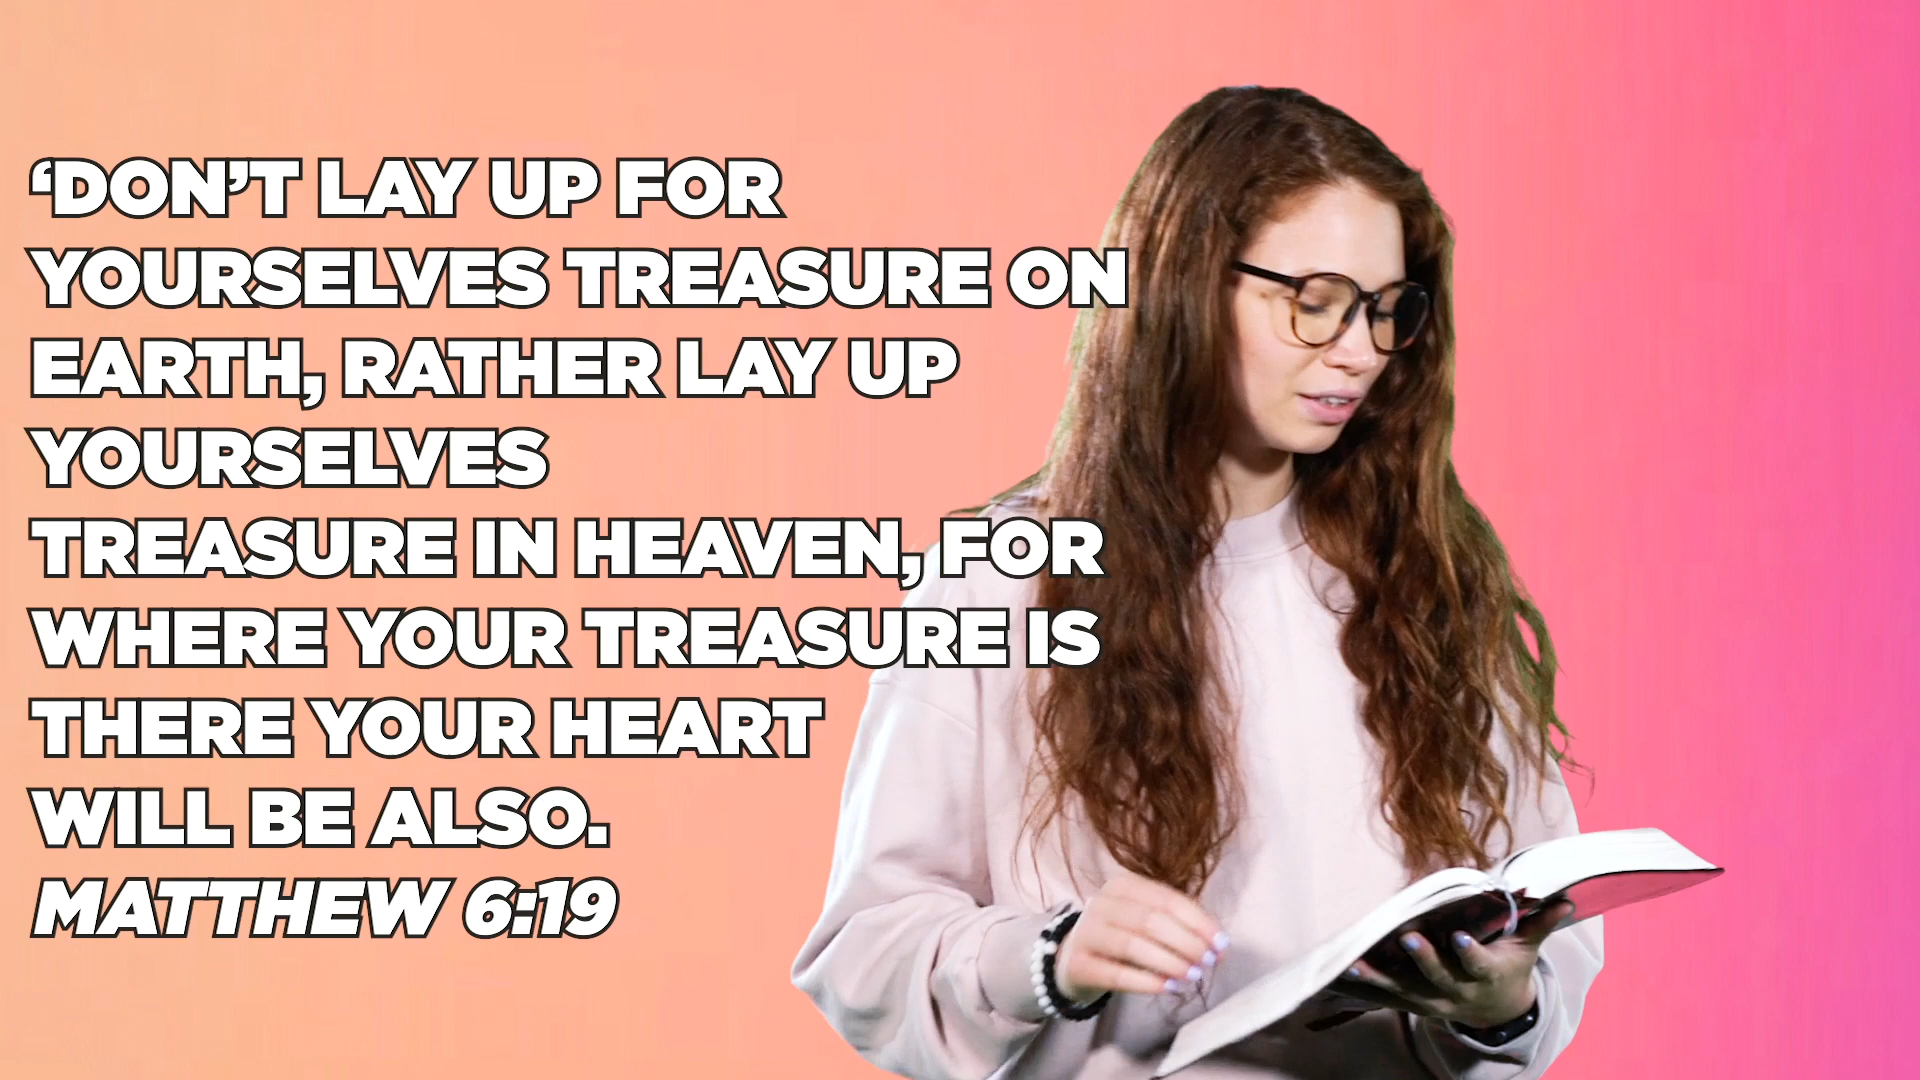 ‘DON’T LAY UP FOR
YOURSELVES TREASURE ON
EARTH, RATHER LAY UP
YOURSELVES
TREASURE IN HEAVEN, FOR
WHERE YOUR TREASURE IS
THERE YOUR HEART
WILL BE ALSO.
MATTHEW 6:19